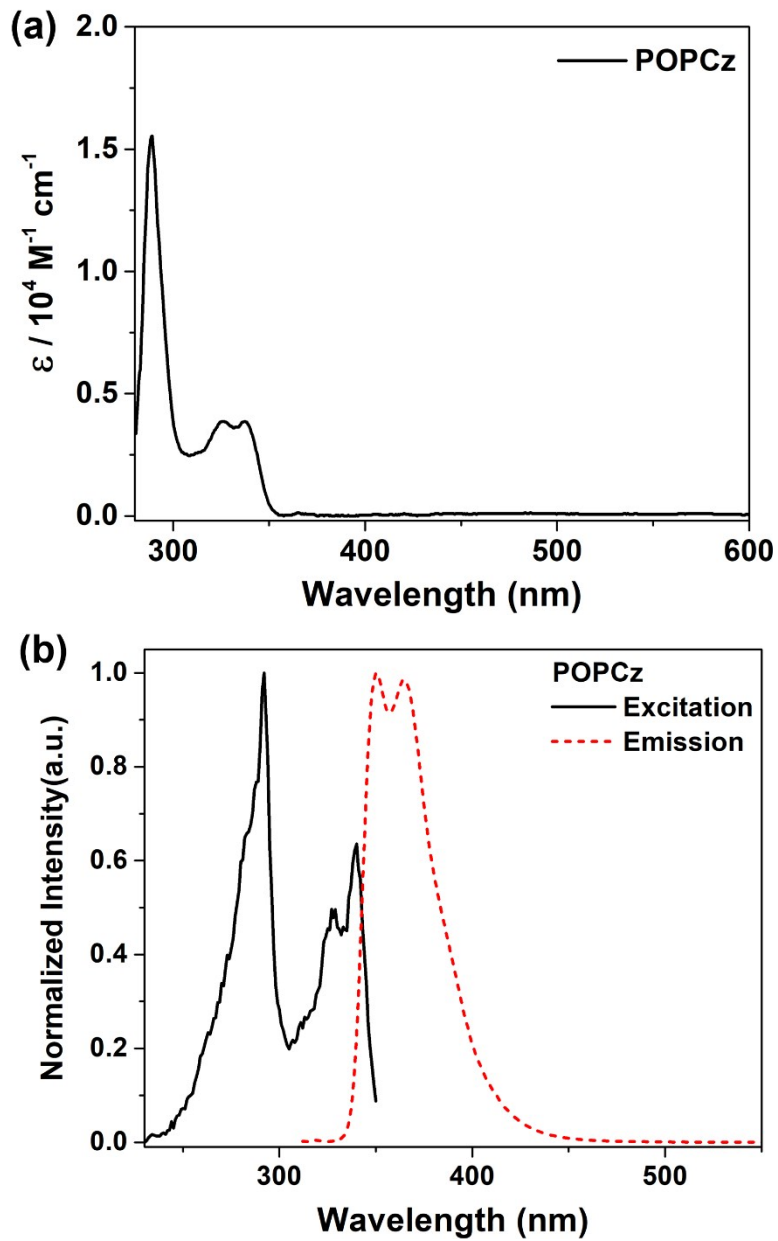 (a)
2.0
POPCz
1.5
1.0
0.5
0.0
ε / 10⁴ M⁻¹ cm⁻¹
300
400
500
600
Wavelength (nm)
(b)
1.0
POPCz
Excitation
Emission
0.8
0.6
0.4
0.2
0.0
Normalized Intensity(a.u.)
300
400
500
Wavelength (nm)